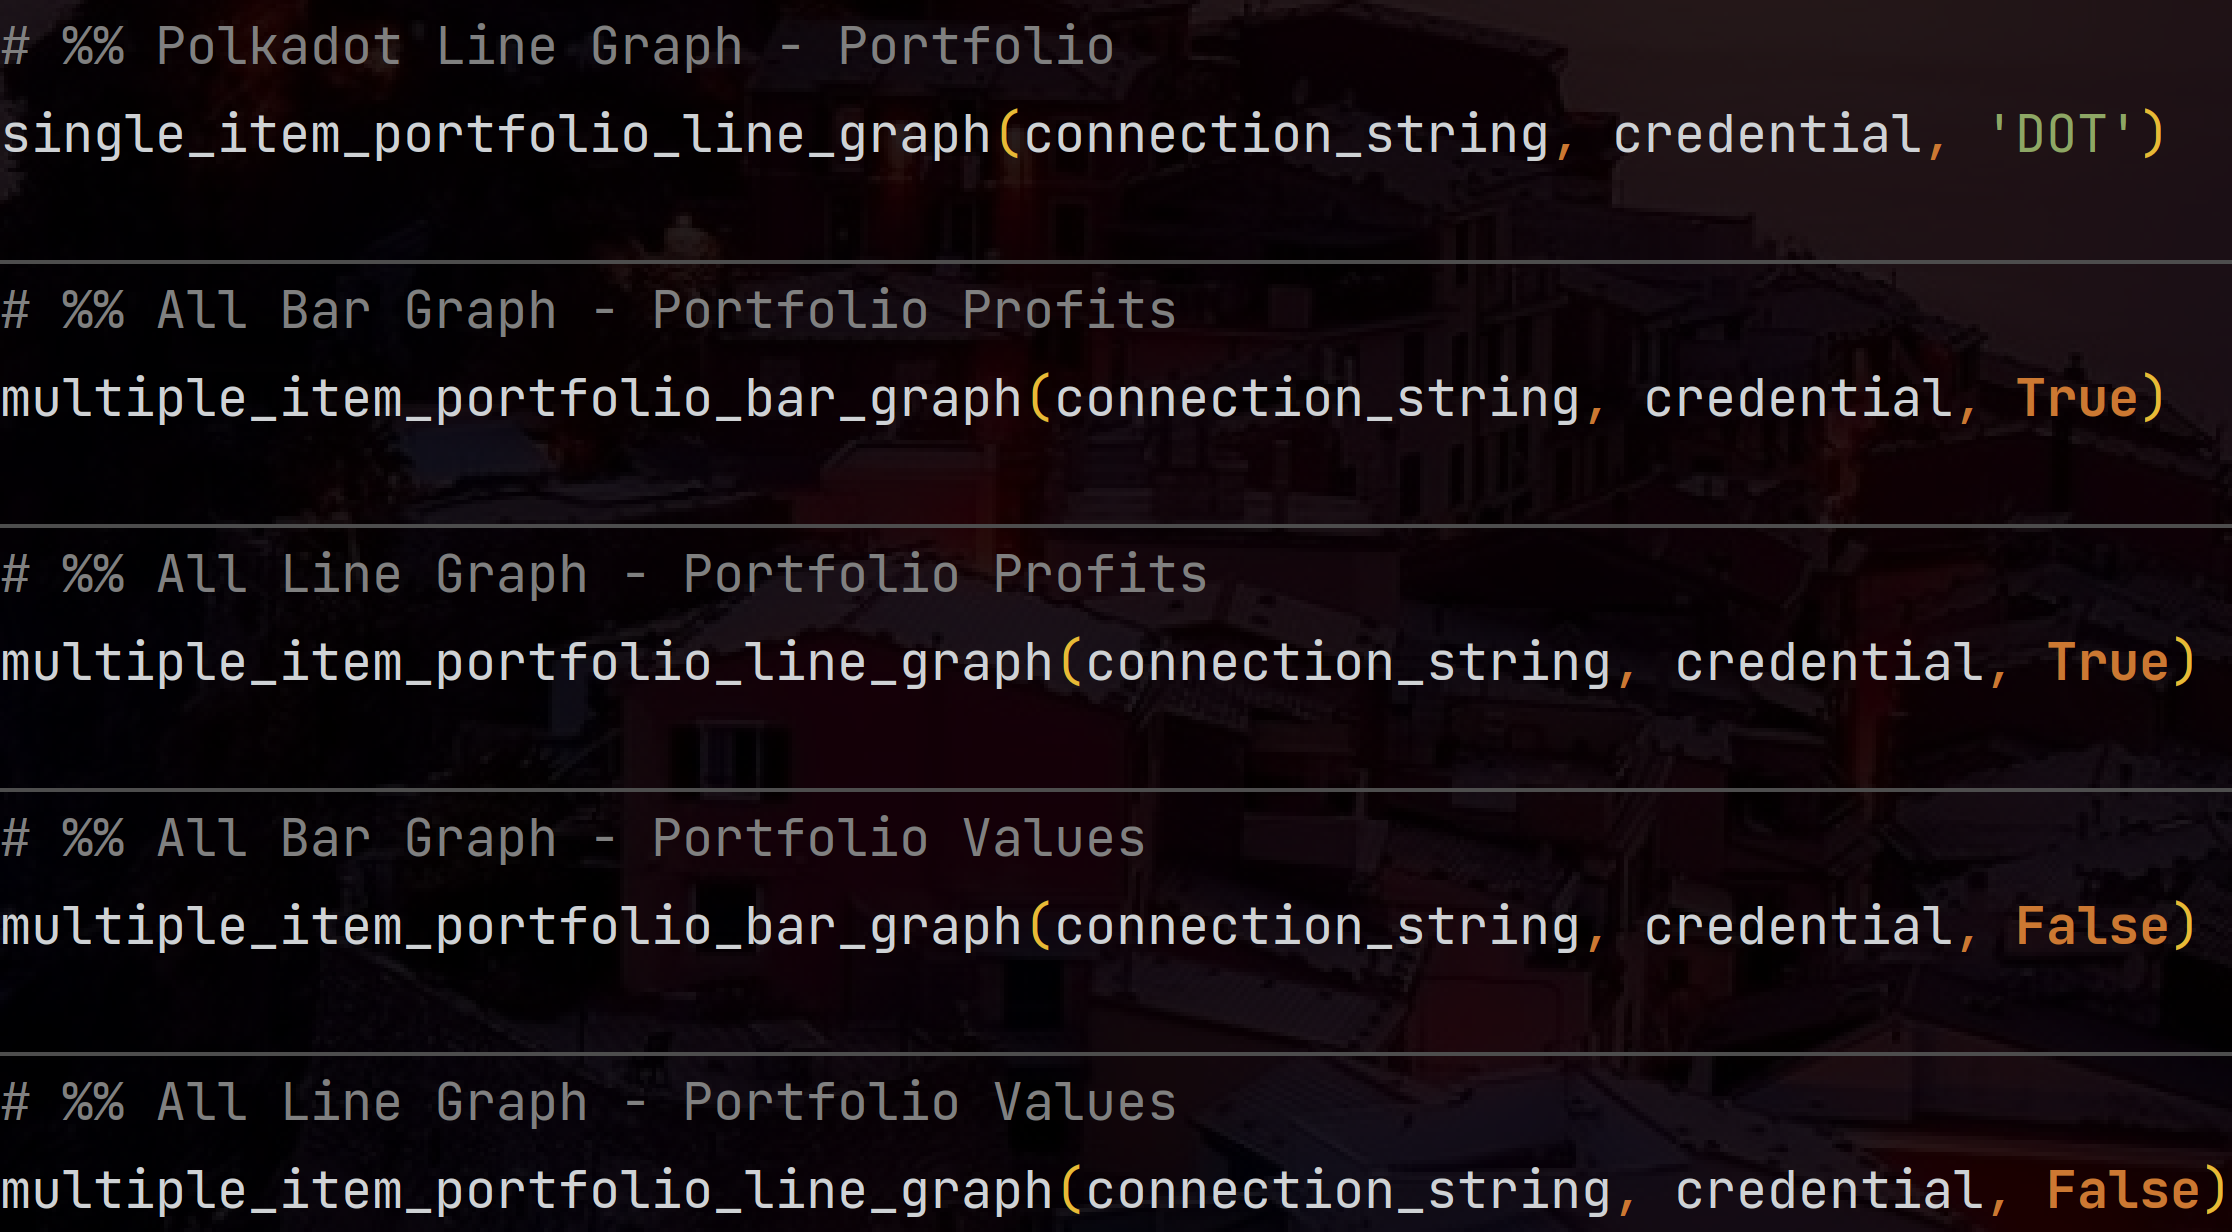 # %% Polkadot Line Graph - Portfolio
single_item_portfolio_line_graph(connection_string, credential, 'DOT')
# %% All Bar Graph - Portfolio Profits
multiple_item_portfolio_bar_graph(connection_string, credential, True)
# %% All Line Graph - Portfolio Profits
multiple_item_portfolio_line_graph(connection_string, credential, True)
# %% All Bar Graph - Portfolio Values
multiple_item_portfolio_bar_graph(connection_string, credential, False)
# %% All Line Graph - Portfolio Values
multiple_item_portfolio_line_graph(connection_string, credential, False)